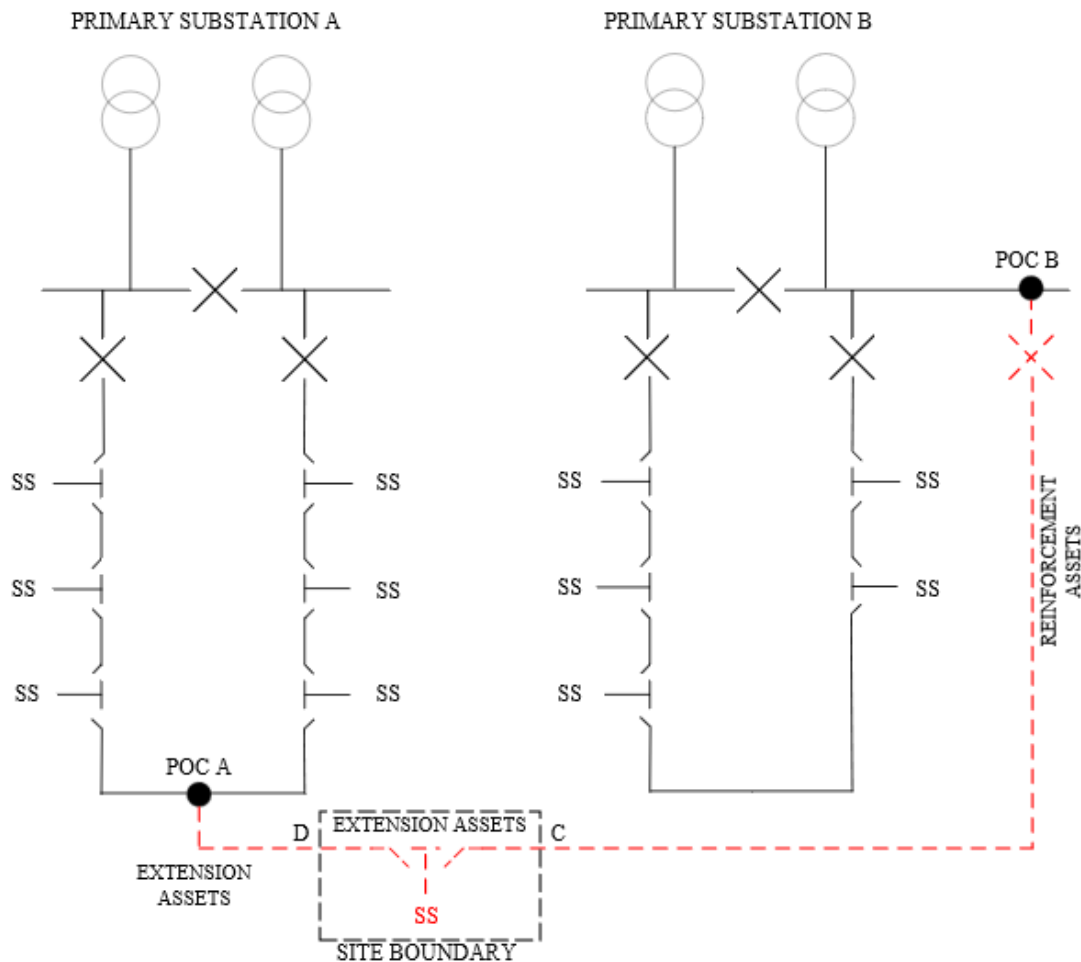 PRIMARY SUBSTATION A
PRIMARY SUBSTATION B
POC B
SS
SS
SS
SS
SS
SS
SS
SS
SS
SS
SS
REINFORCEMENT
ASSETS
POC A
D
EXTENSION ASSETS
C
EXTENSION
ASSETS
SS
SITE BOUNDARY